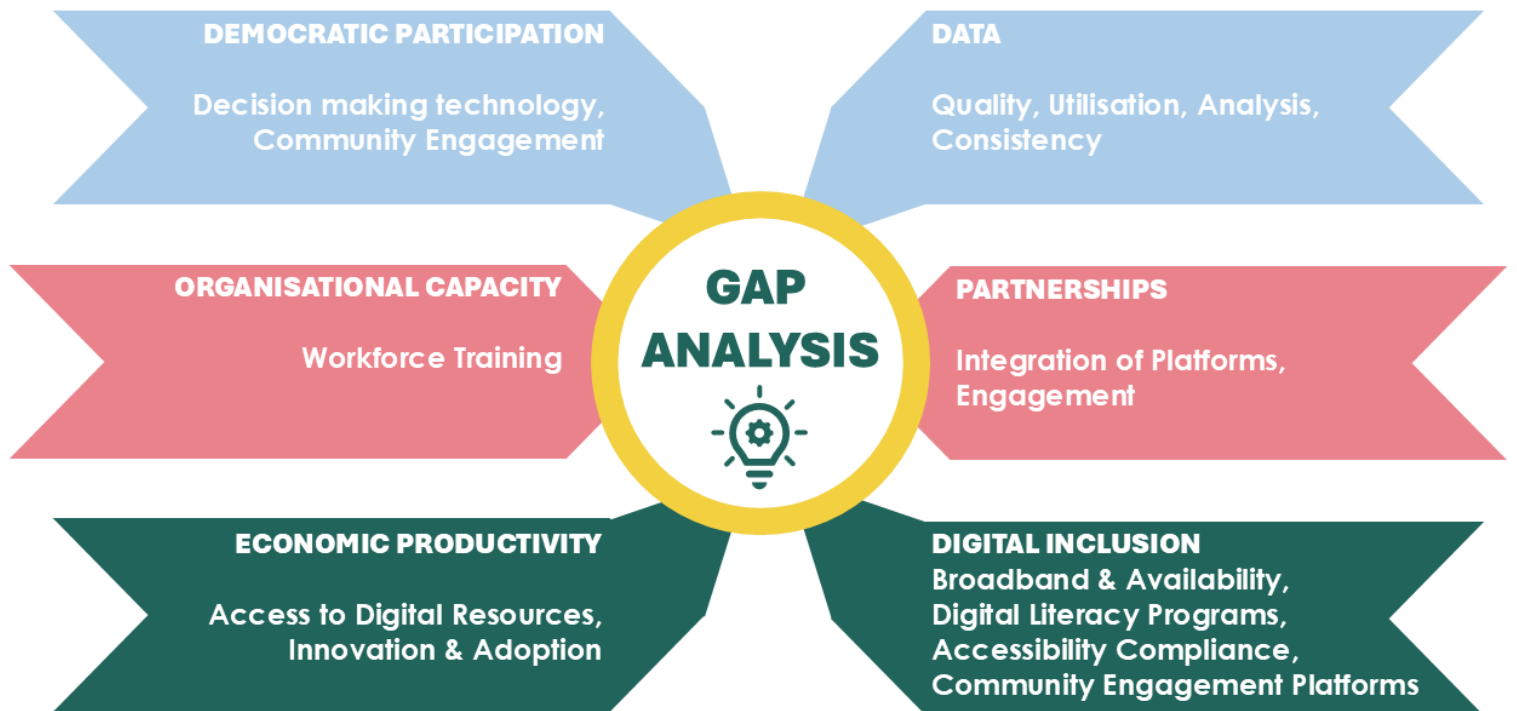 DEMOCRATIC PARTICIPATION
Decision making technology,
Community Engagement
DATA
Quality, Utilisation, Analysis,
Consistency
ORGANISATIONAL CAPACITY
Workforce Training
GAP
ANALYSIS
PARTNERSHIPS
Integration of Platforms,
Engagement
ECONOMIC PRODUCTIVITY
Access to Digital Resources,
Innovation & Adoption
DIGITAL INCLUSION
Broadband & Availability,
Digital Literacy Programs,
Accessibility Compliance,
Community Engagement Platforms